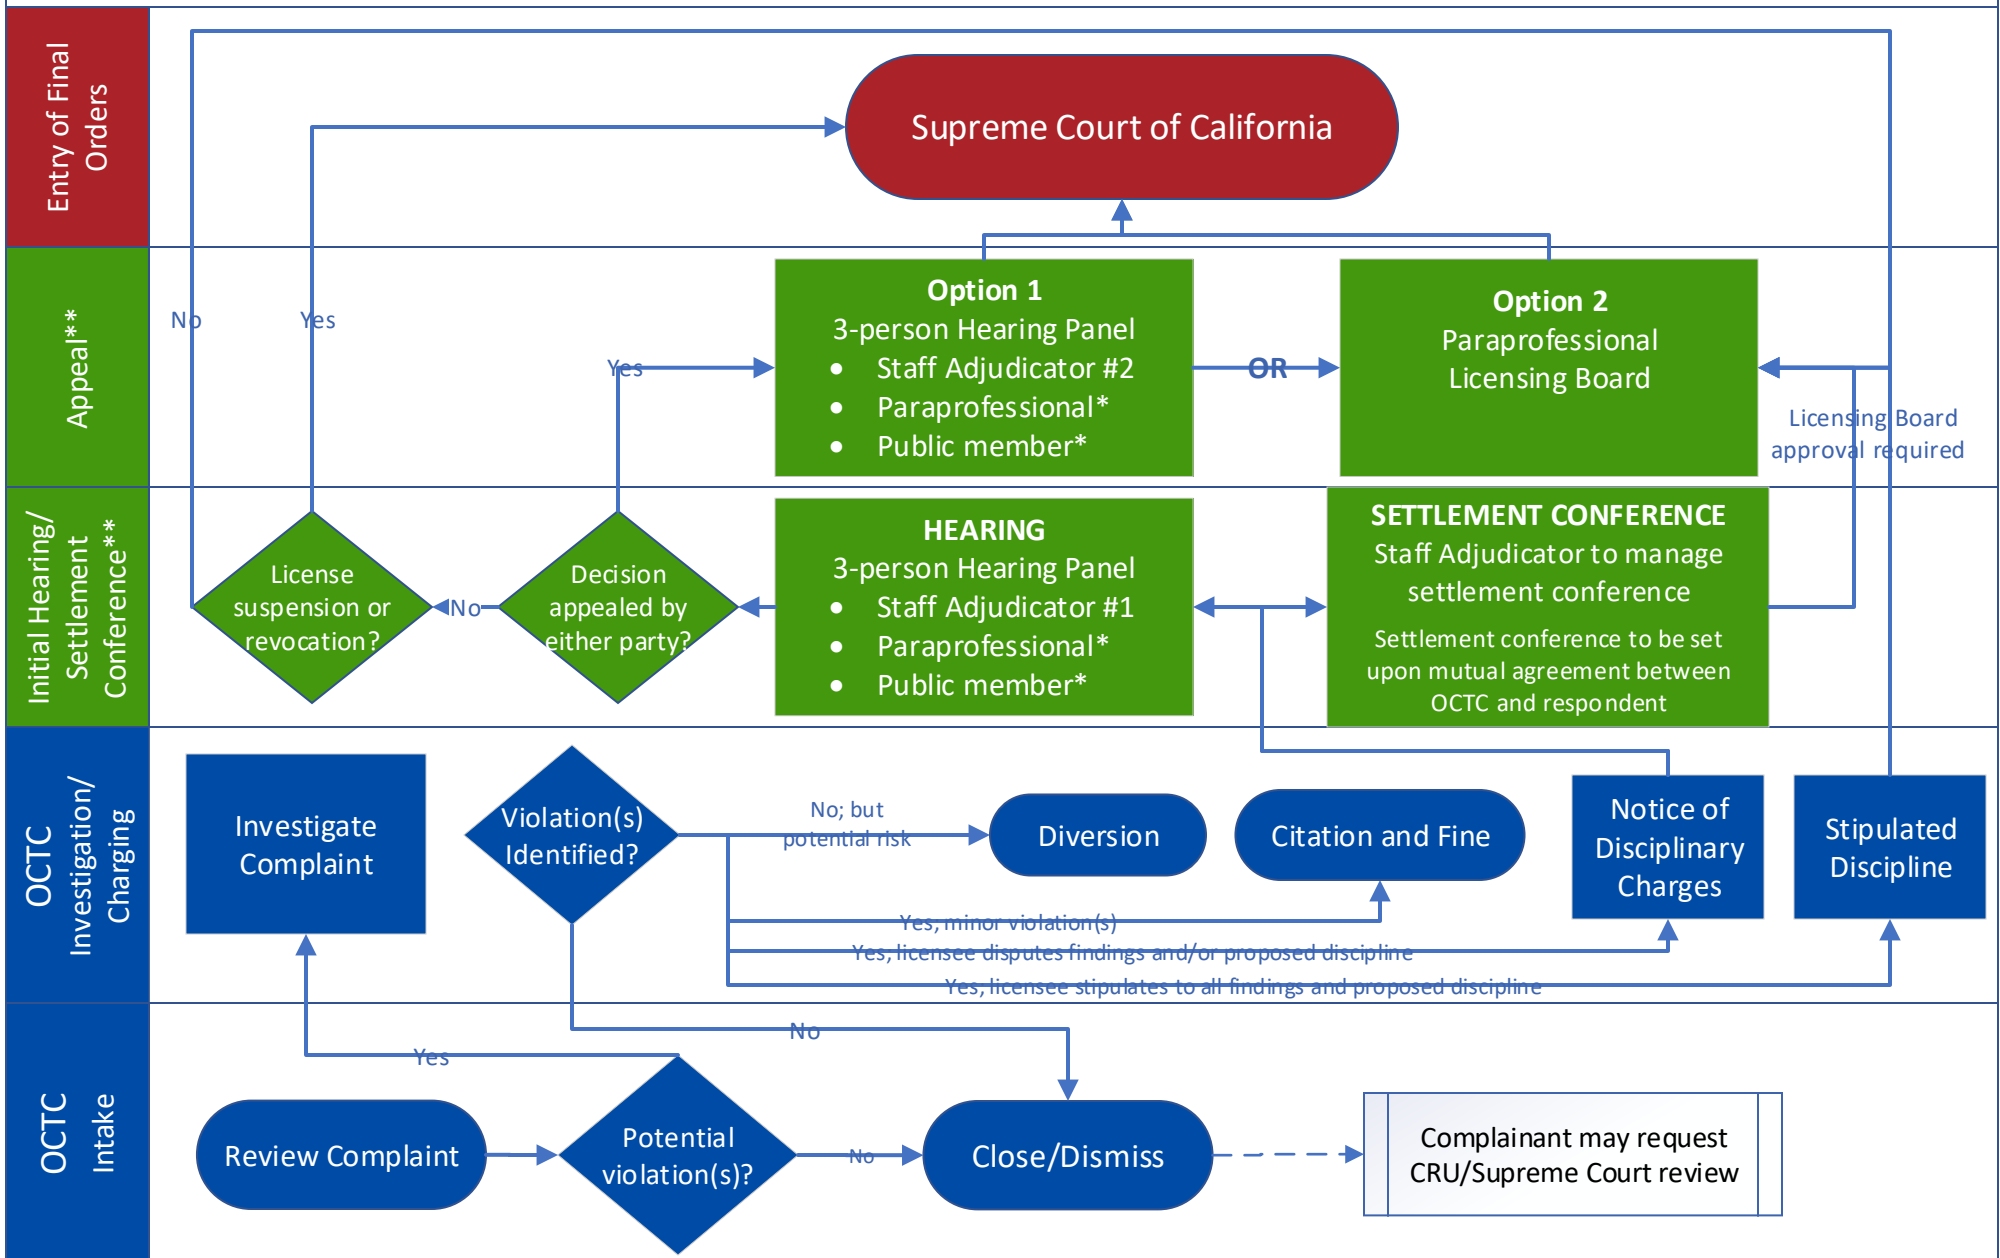 Entry of Final
Orders
Supreme Court of California
Appeal**
No
Yes
Yes
Option 1
3-person Hearing Panel
• Staff Adjudicator #2
• Paraprofessional*
• Public member*
OR
Option 2
Paraprofessional
Licensing Board
Licensing Board
approval required
Initial Hearing/
Settlement
Conference**
License
suspension or
revocation?
No
Decision
appealed by
either party?
HEARING
3-person Hearing Panel
• Staff Adjudicator #1
• Paraprofessional*
• Public member*
SETTLEMENT CONFERENCE
Staff Adjudicator to manage
settlement conference
Settlement conference to be set
upon mutual agreement between
OCTC and respondent
OCTC
Investigation/
Charging
Investigate
Complaint
Violation(s)
Identified?
No; but
potential risk
Diversion
Citation and Fine
Notice of
Disciplinary
Charges
Stipulated
Discipline
Yes; minor violation(s)
Yes; licensee disputes findings and/or proposed discipline
Yes; licensee stipulates to all findings and proposed discipline
OCTC
Intake
No
Yes
Review Complaint
Potential
violation(s)?
No
Close/Dismiss
Complainant may request
CRU/Supreme Court review